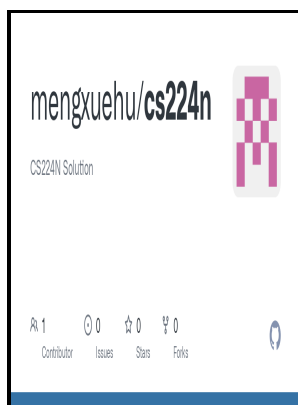 mengxuehu/cs224n
CS224N Solution
1 0 0 0
Contributor Issues Stars Forks